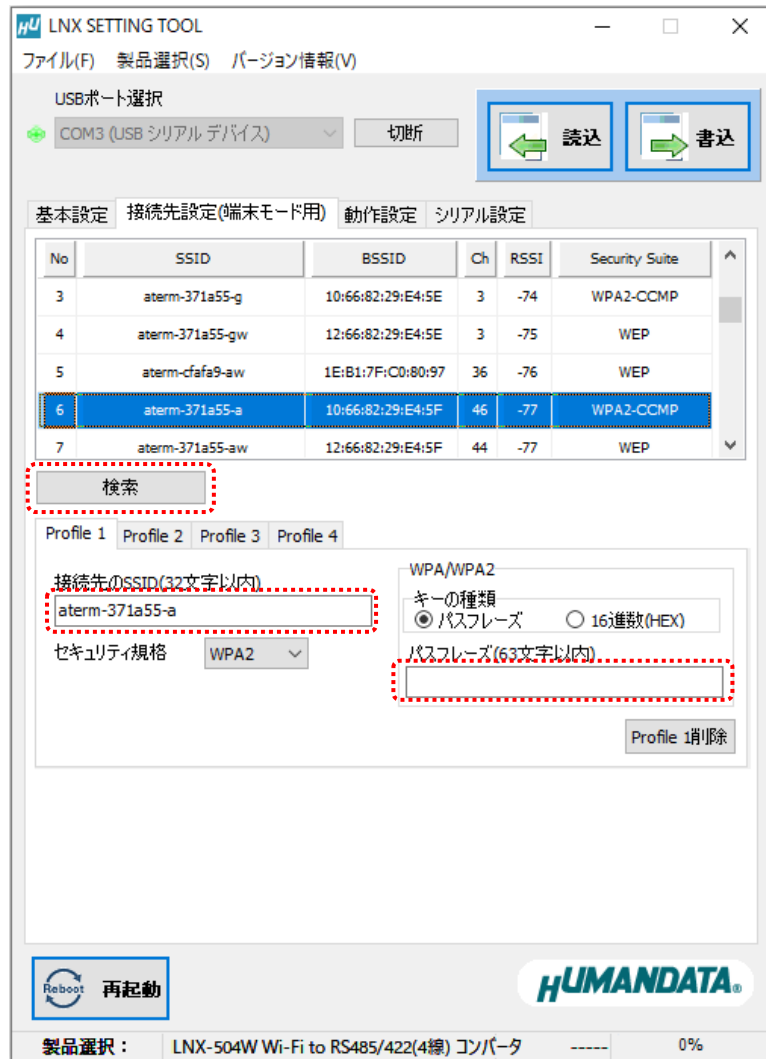 HU LNX SETTING TOOL
ファイル(F) 製品選択(S) バージョン情報(V)
USBポート選択
COM3 (USB シリアル デバイス) 切断 読込 書込
基本設定 接続先設定(端末モード用) 動作設定 シリアル設定
No SSID BSSID Ch RSSI Security Suite
3 aterm-371a55-g 10:66:82:29:E4:5E 3 -74 WPA2-CCMP
4 aterm-371a55-gw 12:66:82:29:E4:5E 3 -75 WEP
5 aterm-cfafa9-aw 1E:B1:7F:C0:80:97 36 -76 WEP
6 aterm-371a55-a 10:66:82:29:E4:5F 46 -77 WPA2-CCMP
7 aterm-371a55-aw 12:66:82:29:E4:5F 44 -77 WEP
検索
Profile 1 Profile 2 Profile 3 Profile 4
接続先のSSID(32文字以内)
aterm-371a55-a
セキュリティ規格 WPA2
WPA/WPA2
キーの種類
パスフレーズ 16進数(HEX)
パスフレーズ(63文字以内)
Profile 1削除
Reboot 再起動
HUMANDATA®
製品選択： LNX-504W Wi-Fi to RS485/422(4線) コンバータ ----- 0%